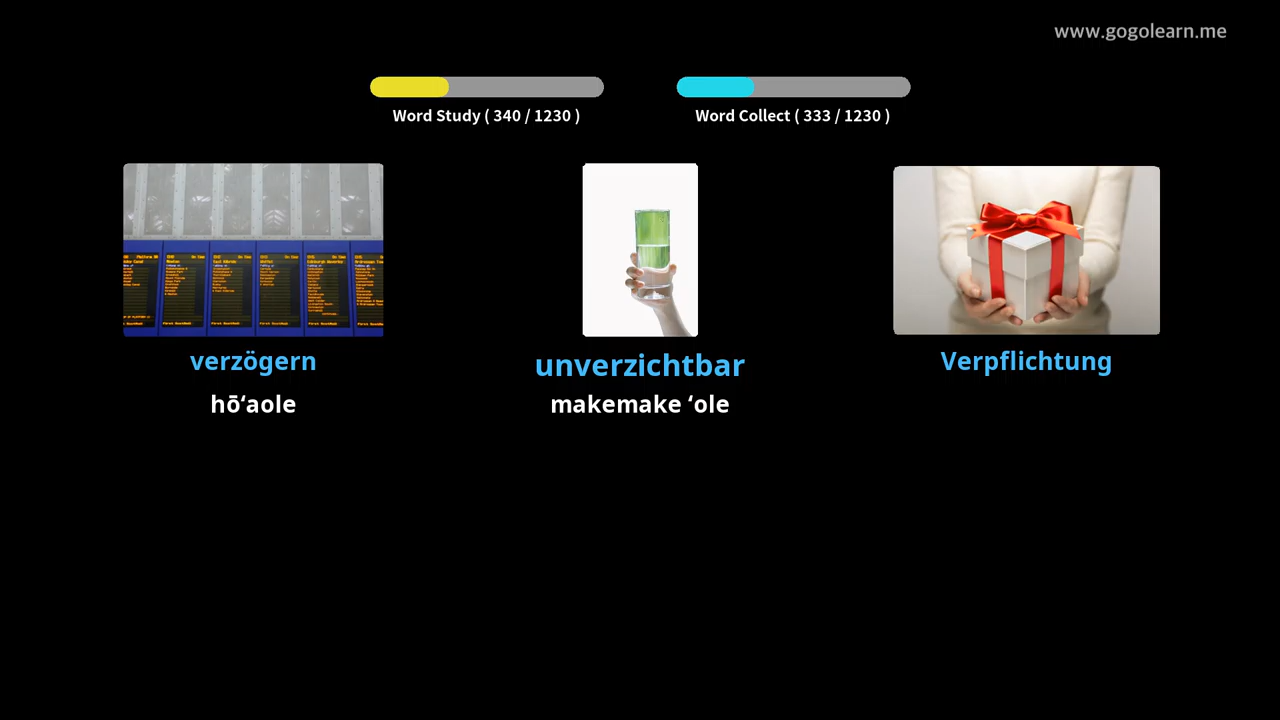 www.gogolearn.me
Word Study ( 340 / 1230 )
Word Collect ( 333 / 1230 )
verzögern
unverzichtbar
Verpflichtung
hōʻaole
makemake ʻole